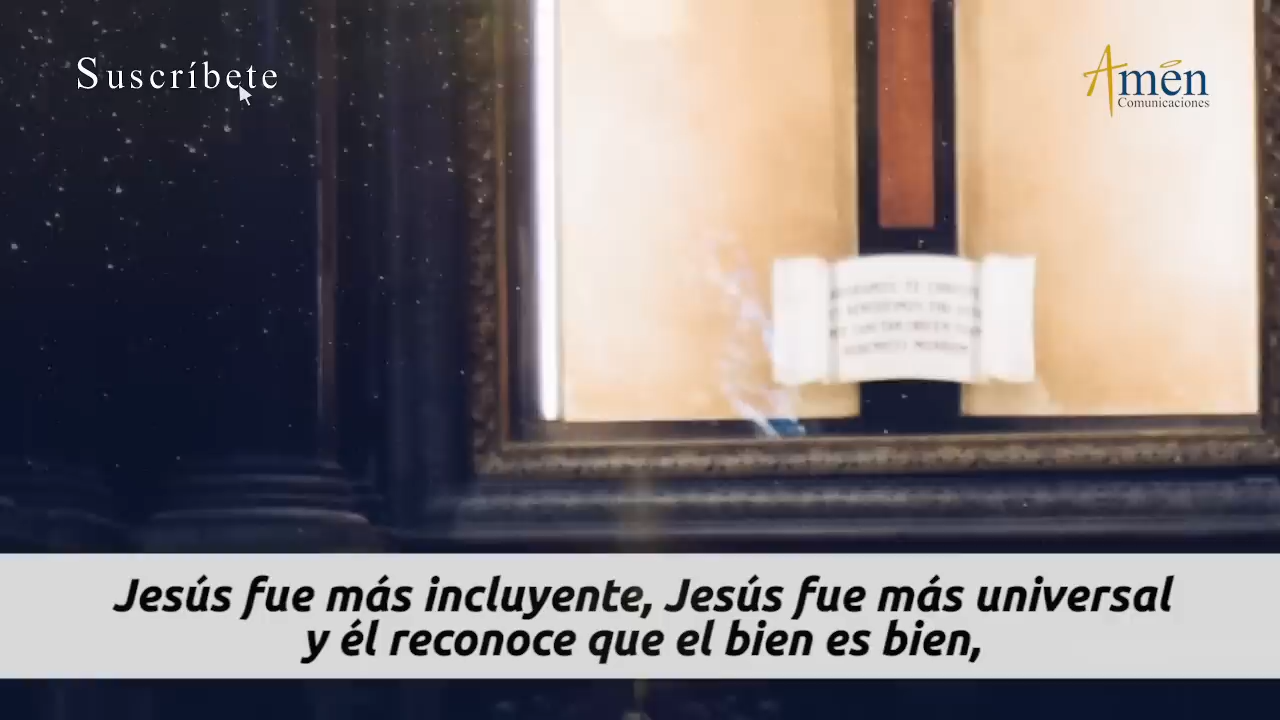 Suscríbete
Amén
Comunicaciones
Jesús fue más incluyente, Jesús fue más universal
y él reconoce que el bien es bien,